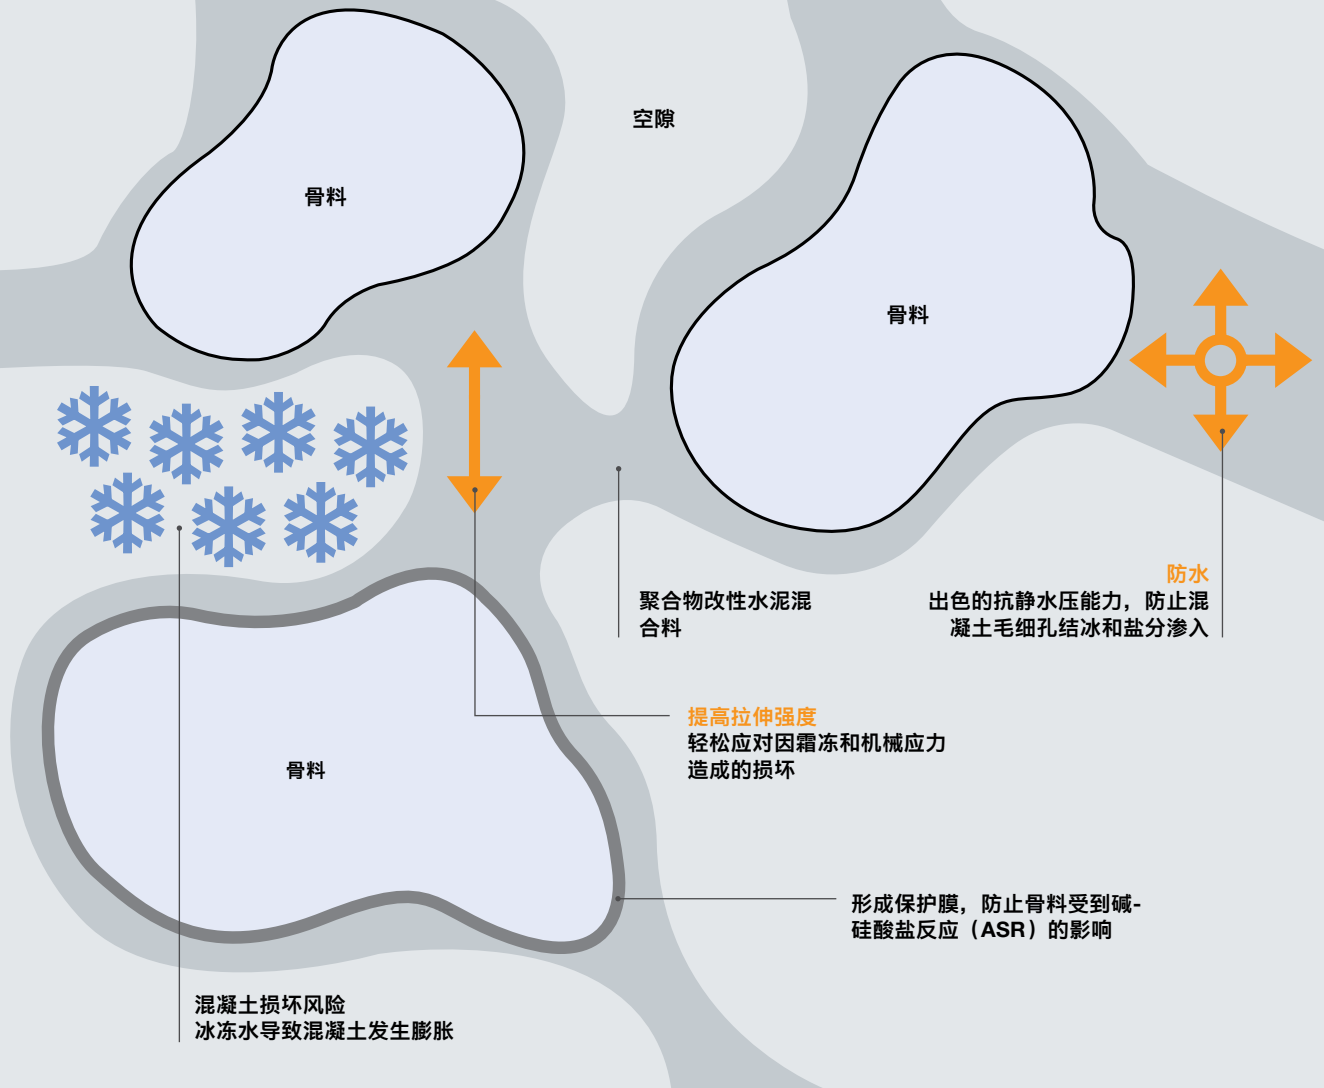 空隙
骨料
骨料
聚合物改性水泥混
合料
防水
出色的抗静水压能力，防止混
凝土毛细孔结冰和盐分渗入
提高拉伸强度
轻松应对因霜冻和机械应力
造成的损坏
骨料
形成保护膜，防止骨料受到碱-
硅酸盐反应（ASR）的影响
混凝土损坏风险
冰冻水导致混凝土发生膨胀